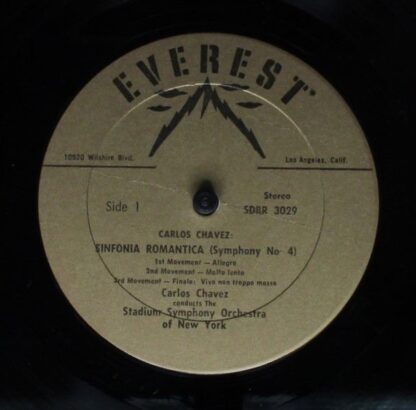 EVEREST
10920 Wilshire Blvd.
Los Angeles, Calif.
Side 1
Stereo
SDBR 3029
CARLOS CHAVEZ:
SINFONIA ROMANTICA (Symphony No 4)
1st Movement — Allegro
2nd Movement — Molto lento
3rd Movement — Finale: Vivo non troppo mosso
Carlos Chavez
conducts The
Stadium Symphony Orchestra
of New York